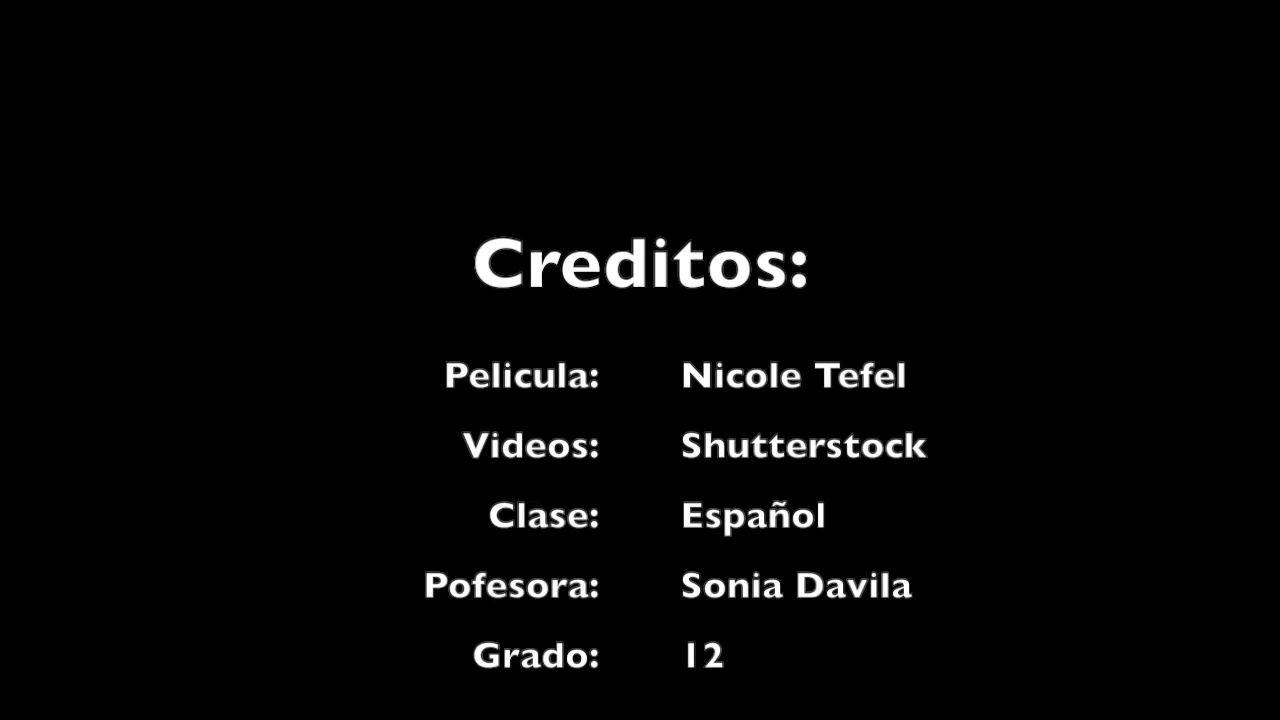 Creditos:
Pelicula: Nicole Tefel
Videos: Shutterstock
Clase: Español
Pofesora: Sonia Davila
Grado: 12